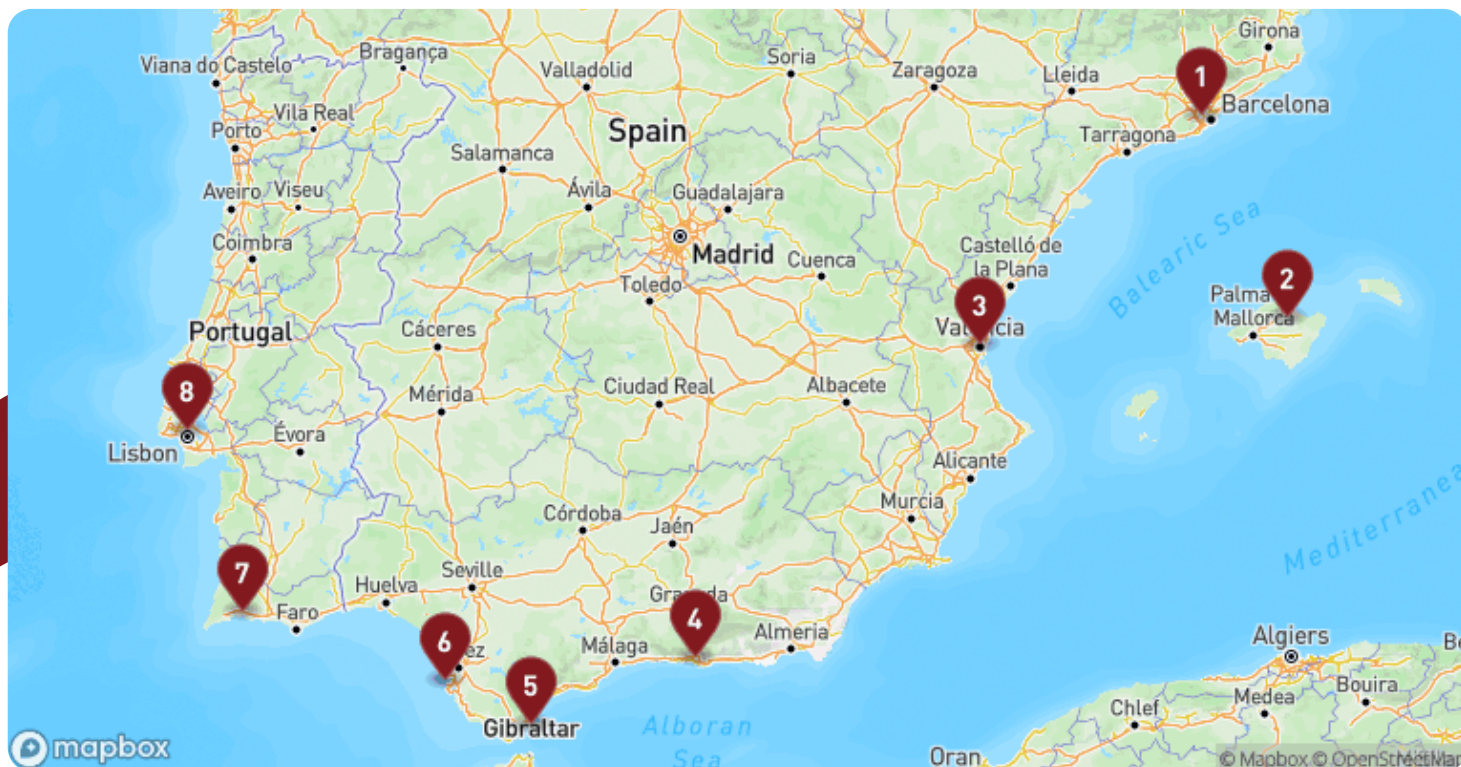 Girona
Bragança
Viana do Castelo
Soria
Valladolid
Zaragoza
Lleida
1
Barcelona
Vila Real
Spain
Porto
Tarragona
Salamanca
Aveiro
Viseu
Ávila
Guadalajara
Coimbra
Madrid
Cuenca
Castelló de
la Plana
Balearic Sea
2
Toledo
Palma
Mallorca
3
Portugal
Cáceres
8
Mérida
Ciudad Real
Albacete
Lisbon
Évora
Alicante
Murcia
Córdoba
Jaén
Mediterranea
7
Seville
Huelva
Faro
4
6
Málaga
Almeria
Algiers
5
Gibraltar
Alboran
Sea
Medea
Bouira
Chlef
Oran
mapbox
© Mapbox © OpenStreetMap